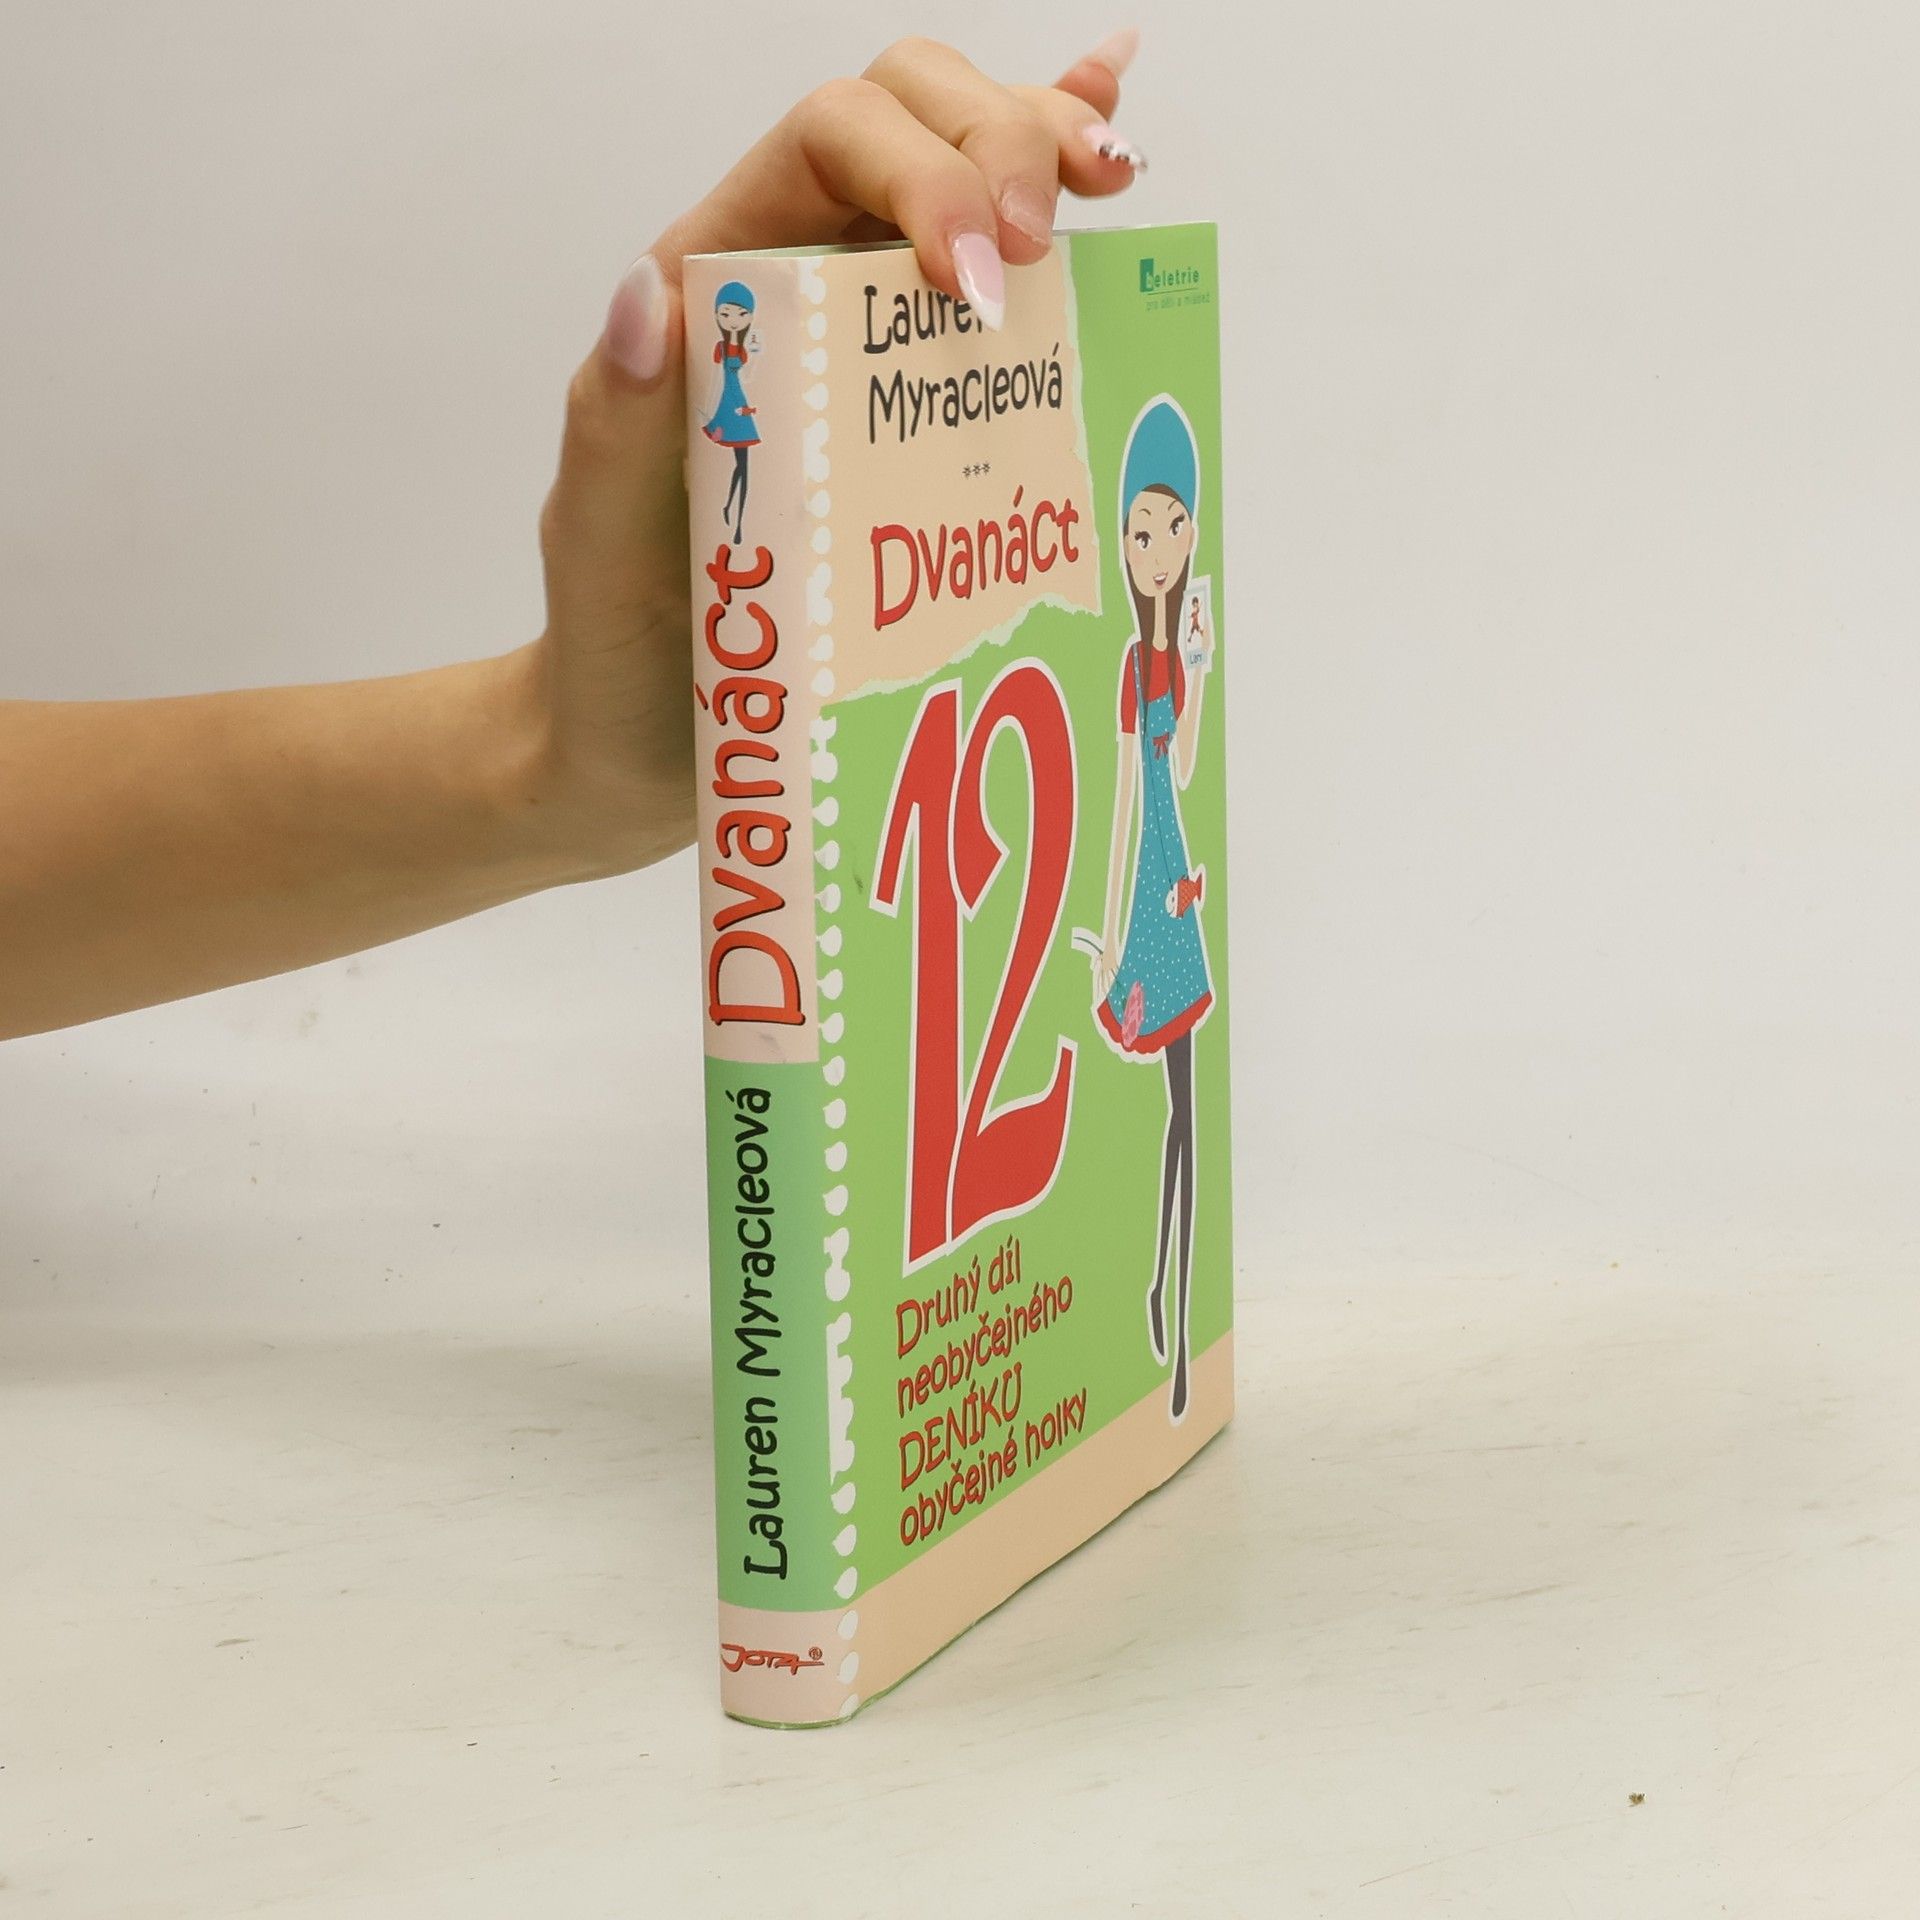 Dvanáct
Lauren Myracleová
JOTA®
Lauren
Myracleová
***
Dvanáct
12
Druhý díl
neobyčejného
DENÍKU
obyčejné holky
beletrie
pro děti a mládež